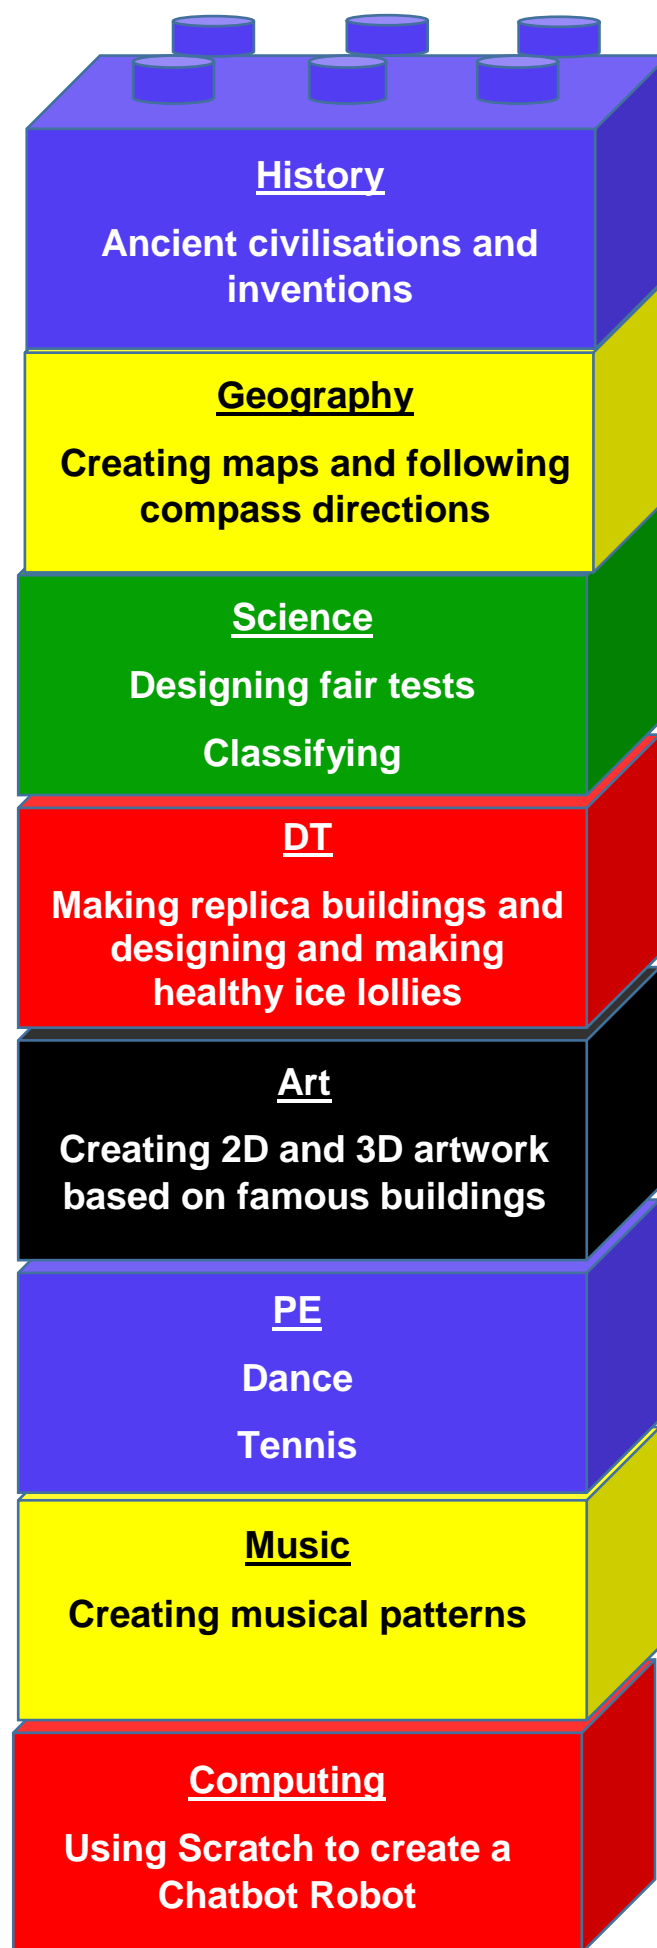 History
Ancient civilisations and
inventions
Geography
Creating maps and following
compass directions
Science
Designing fair tests
Classifying
DT
Making replica buildings and
designing and making
healthy ice lollies
Art
Creating 2D and 3D artwork
based on famous buildings
PE
Dance
Tennis
Music
Creating musical patterns
Computing
Using Scratch to create a
Chatbot Robot